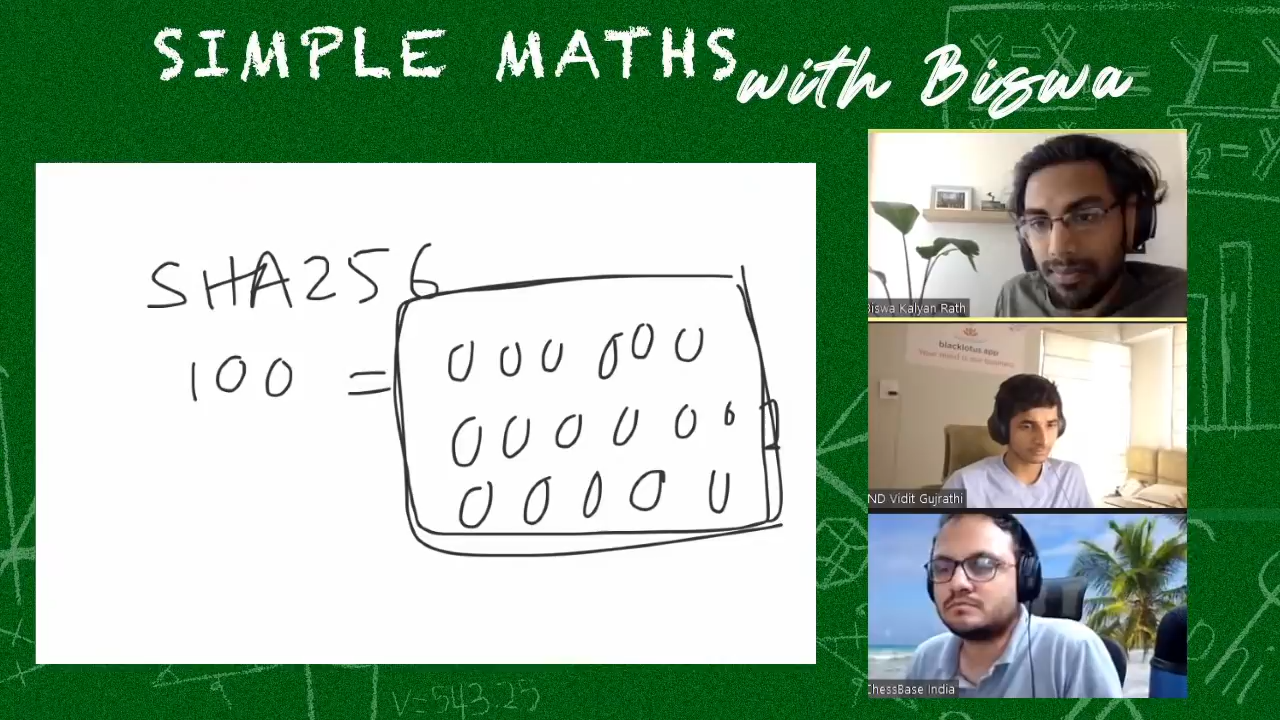 SIMPLE MATHS
with Biswa
SHA256
100 = 0 0 0 0 0 0
0 0 0 0 0 0
0 0 0 0 0
Biswa Kalyan Rath
blacklotus.app
Your mind is our business
ND Vidit Gujrathi
ChessBase India
V=543.25